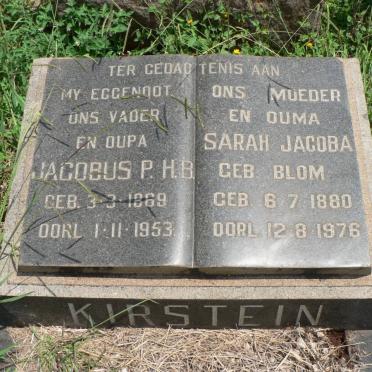 TER GEDAGTENIS AAN
MY EGGENOOT
ONS VADER
EN OUPA
JACOBUS P.H.B.
GEB. 3-3-1869
OORL 1-11-1953
ONS MOEDER
EN OUMA
SARAH JACOBA
GEB. BLOM
GEB. 6-7-1880
OORL 12-8-1976
KIRSTEIN